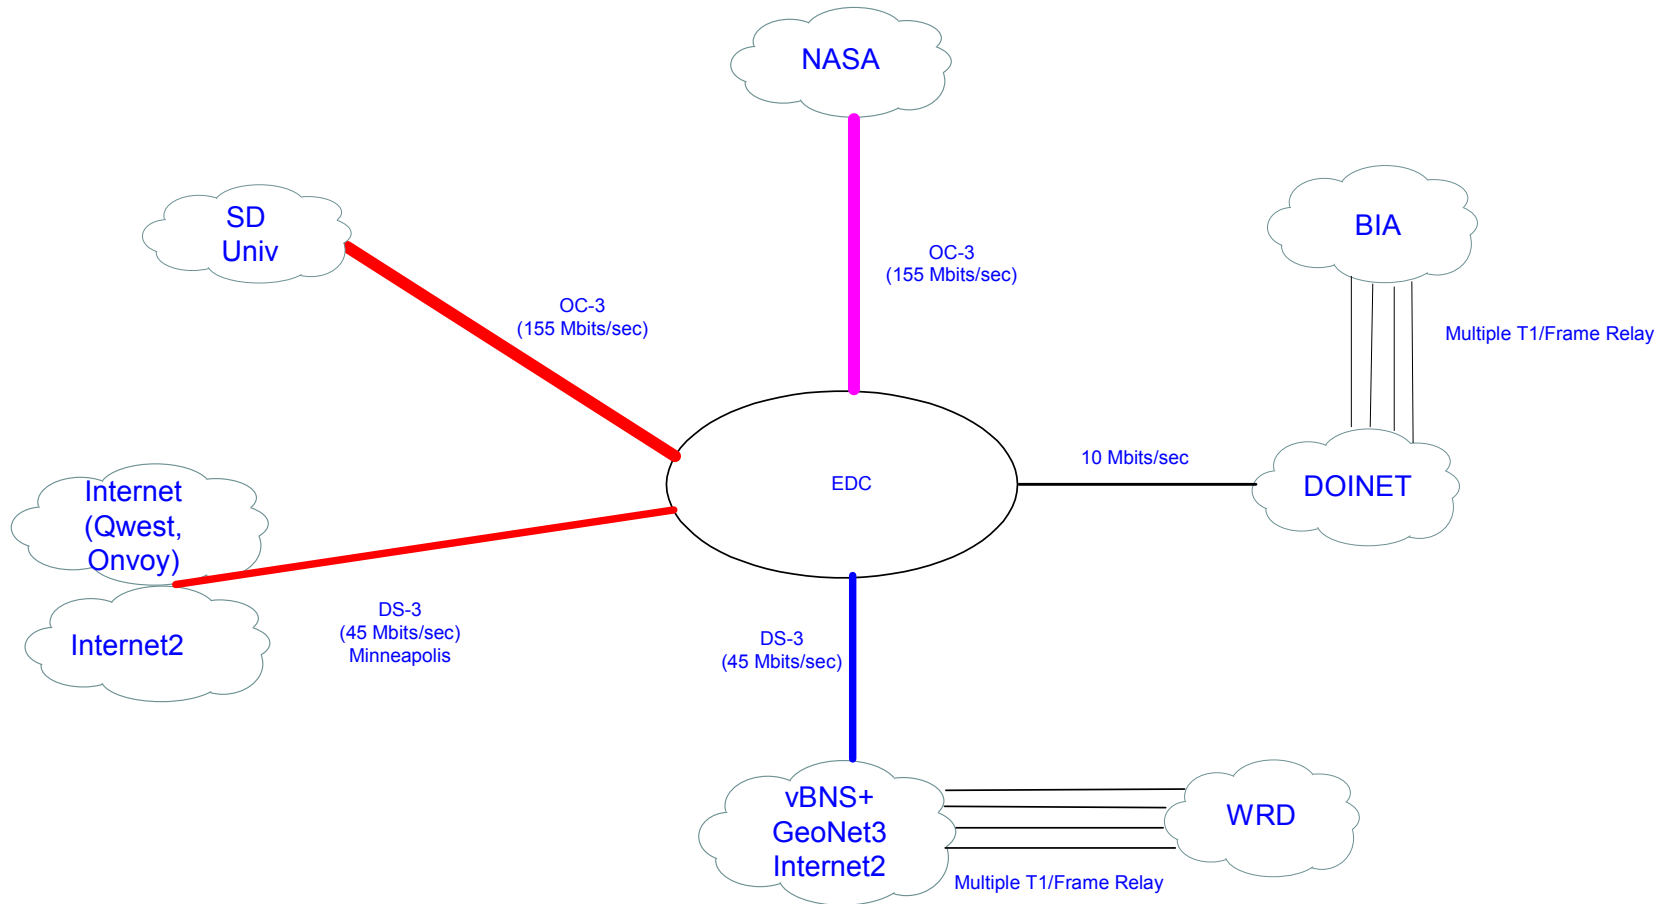 NASA
SD
Univ
BIA
OC-3
(155 Mbits/sec)
OC-3
(155 Mbits/sec)
Multiple T1/Frame Relay
10 Mbits/sec
EDC
DOINET
Internet
(Qwest,
Onvoy)
Internet2
DS-3
(45 Mbits/sec)
Minneapolis
DS-3
(45 Mbits/sec)
vBNS+
GeoNet3
Internet2
WRD
Multiple T1/Frame Relay